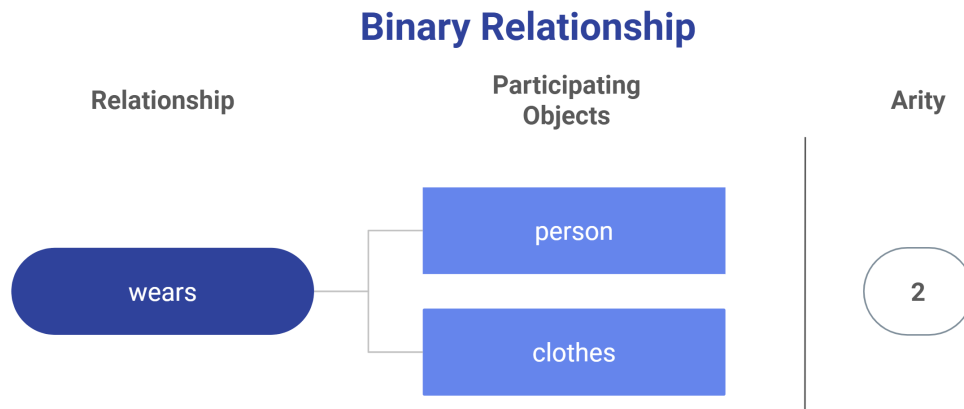 Binary Relationship
Relationship
Participating
Objects
Arity
wears
person
clothes
2